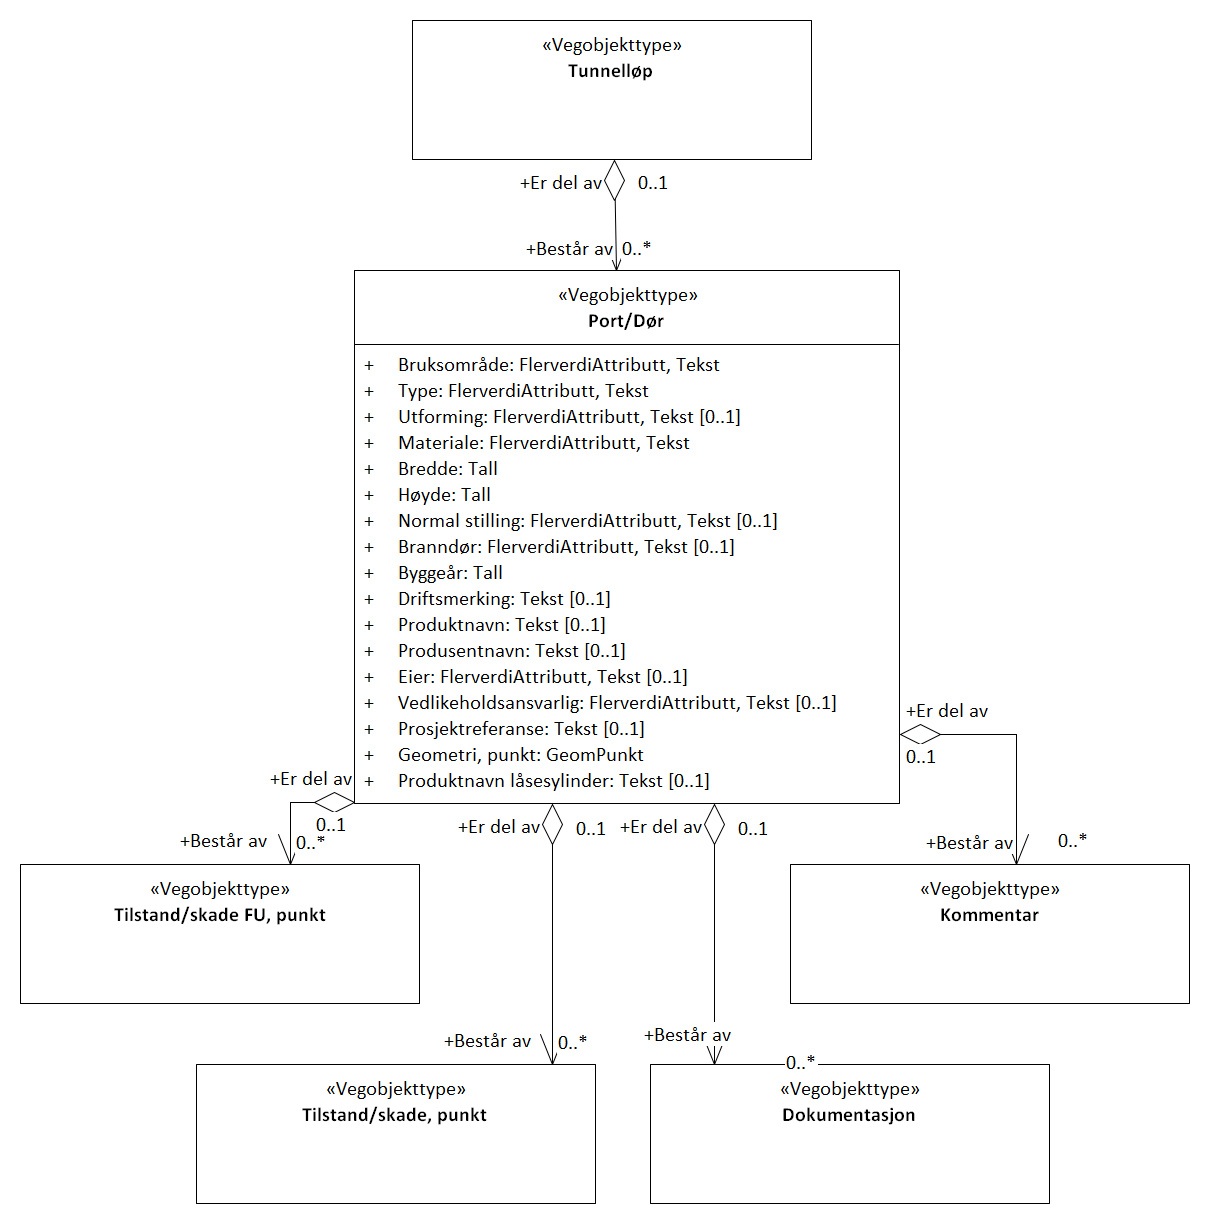 «Vegobjekttype»
Tunnelløp
+Er del av 0..1
+Består av 0..*
«Vegobjekttype»
Port/Dør
+ Bruksområde: FlerverdiAttributt, Tekst
+ Type: FlerverdiAttributt, Tekst
+ Utforming: FlerverdiAttributt, Tekst [0..1]
+ Materiale: FlerverdiAttributt, Tekst
+ Bredde: Tall
+ Høyde: Tall
+ Normal stilling: FlerverdiAttributt, Tekst [0..1]
+ Branndør: FlerverdiAttributt, Tekst [0..1]
+ Byggeår: Tall
+ Driftsmerking: Tekst [0..1]
+ Produktnavn: Tekst [0..1]
+ Produsentnavn: Tekst [0..1]
+ Eier: FlerverdiAttributt, Tekst [0..1]
+ Vedlikeholdsansvarlig: FlerverdiAttributt, Tekst [0..1]
+ Prosjektreferanse: Tekst [0..1]
+ Geometri, punkt: GeomPunkt
+ Produktnavn låsesylinder: Tekst [0..1]
+Er del av
0..1
+Er del av
0..1
+Er del av 0..1
+Er del av 0..1
+Består av 0..*
+Består av 0..*
«Vegobjekttype»
Tilstand/skade FU, punkt
«Vegobjekttype»
Kommentar
+Består av 0..*
+Består av
0..*
«Vegobjekttype»
Tilstand/skade, punkt
«Vegobjekttype»
Dokumentasjon